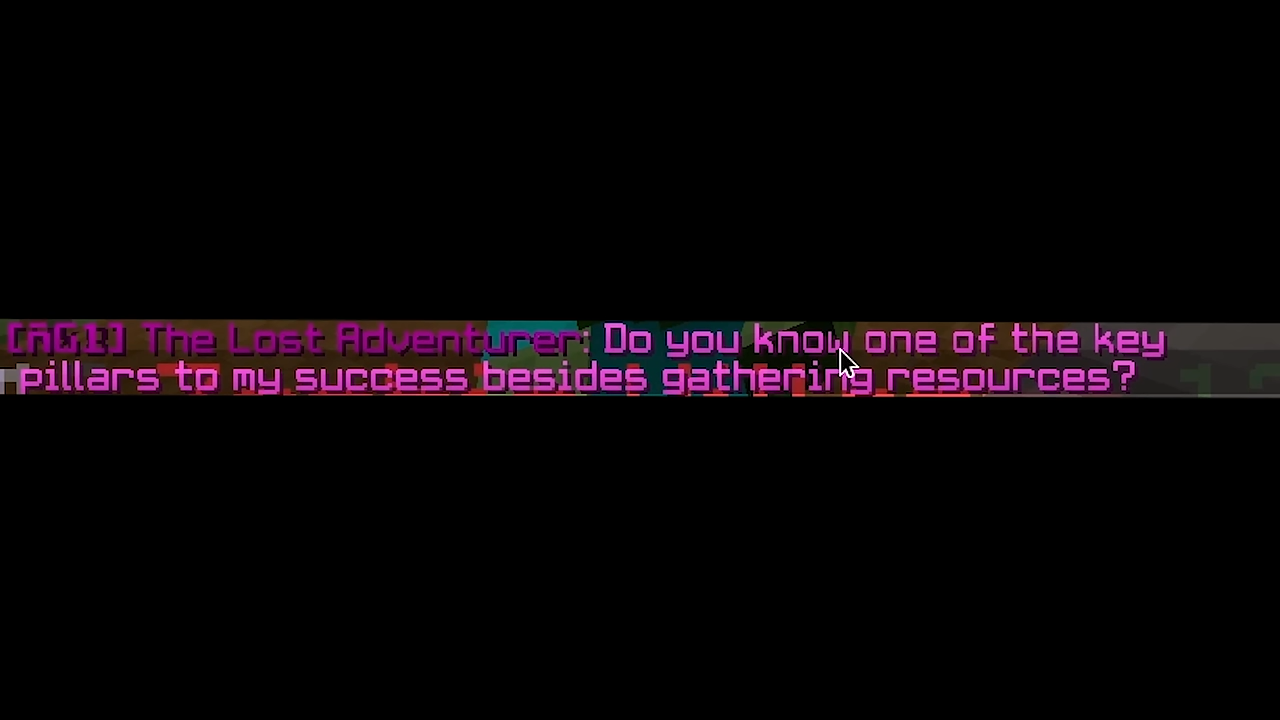 The Lost Adventurer: Do you know one of the key
pillars to my success besides gathering resources?